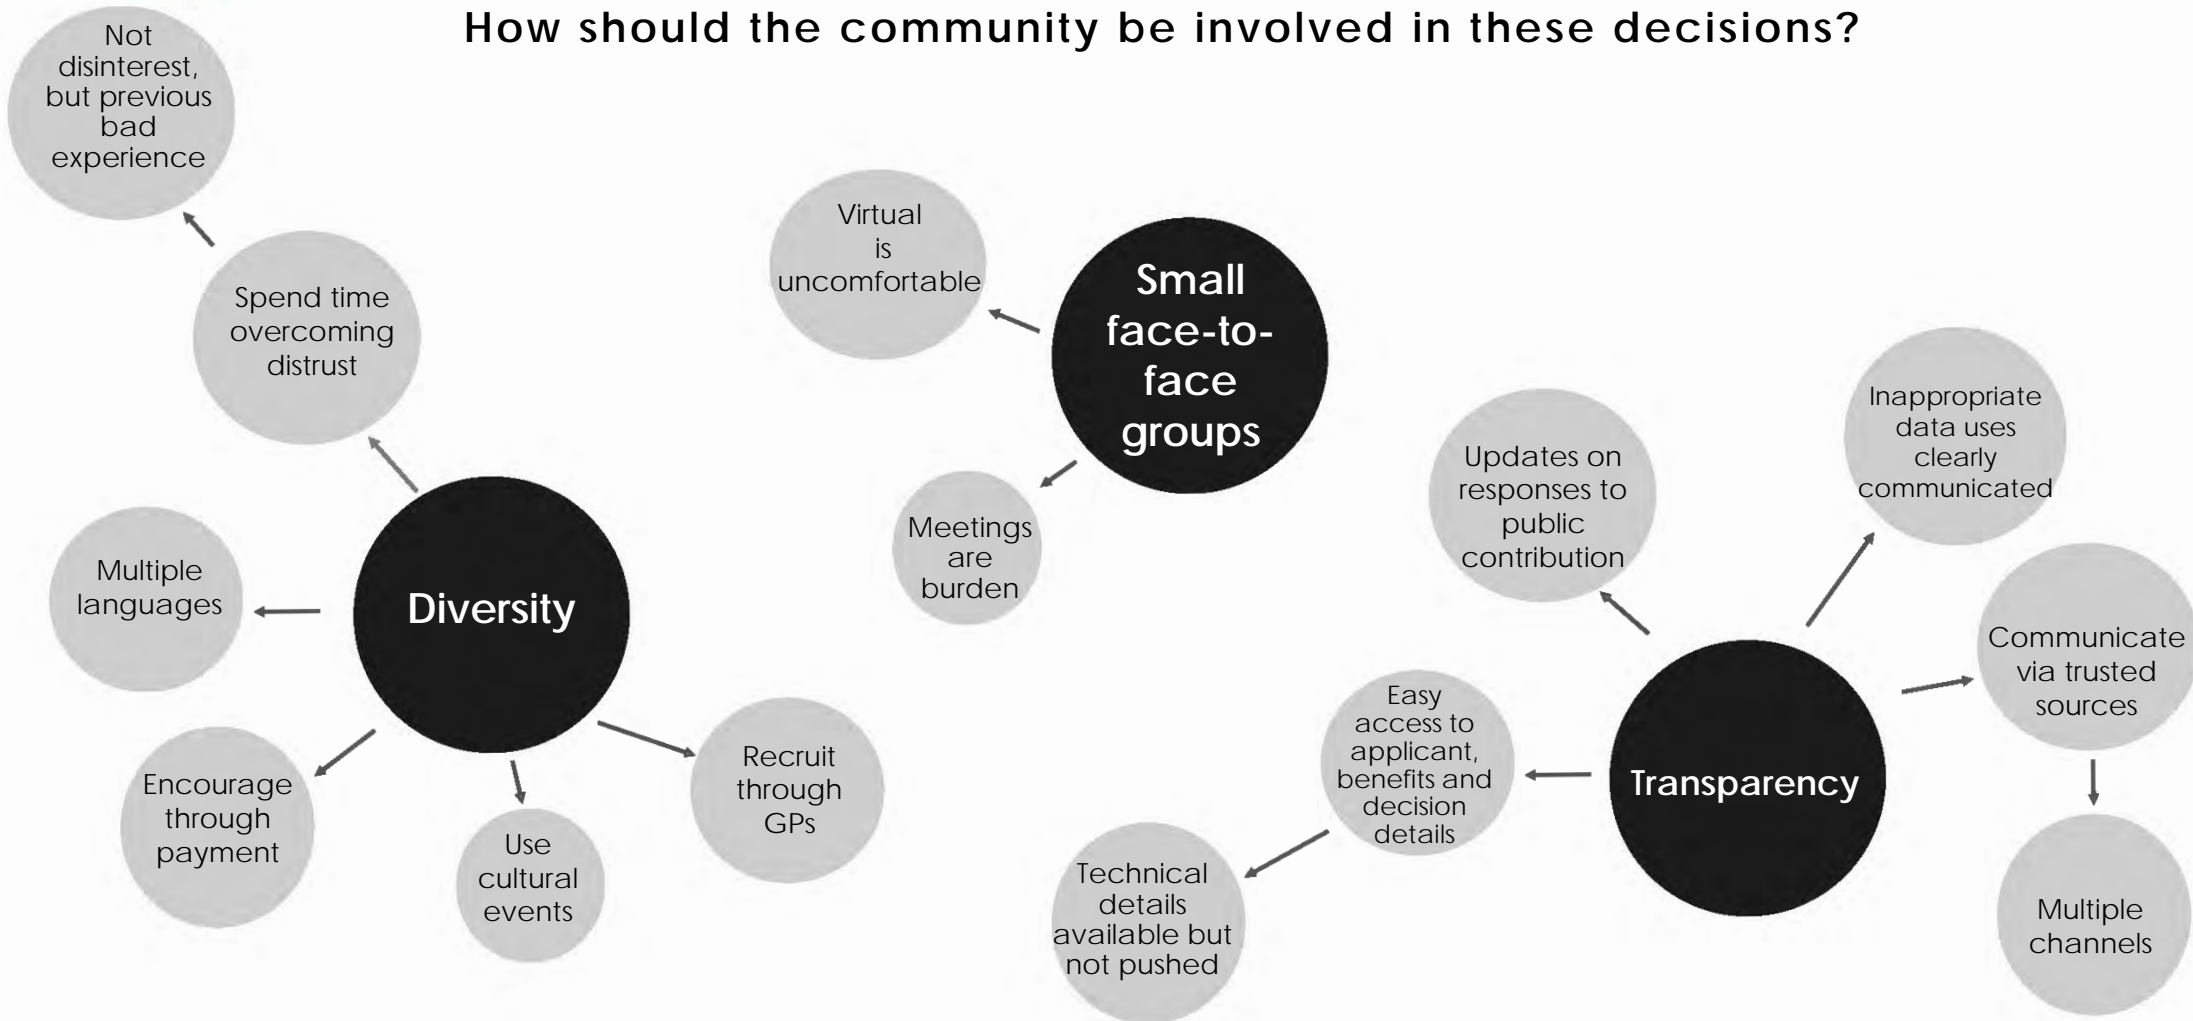 How should the community be involved in these decisions?
Not
disinterest,
but previous
bad
experience
Spend time
overcoming
distrust
Multiple
languages
Diversity
Encourage
through
payment
Use
cultural
events
Recruit
through
GPs
Virtual
is
uncomfortable
Small
face-to-
face
groups
Meetings
are
burden
Updates on
responses to
public
contribution
Inappropriate
data uses
clearly
communicated
Communicate
via trusted
sources
Easy
access to
applicant,
benefits and
decision
details
Transparency
Technical
details
available but
not pushed
Multiple
channels